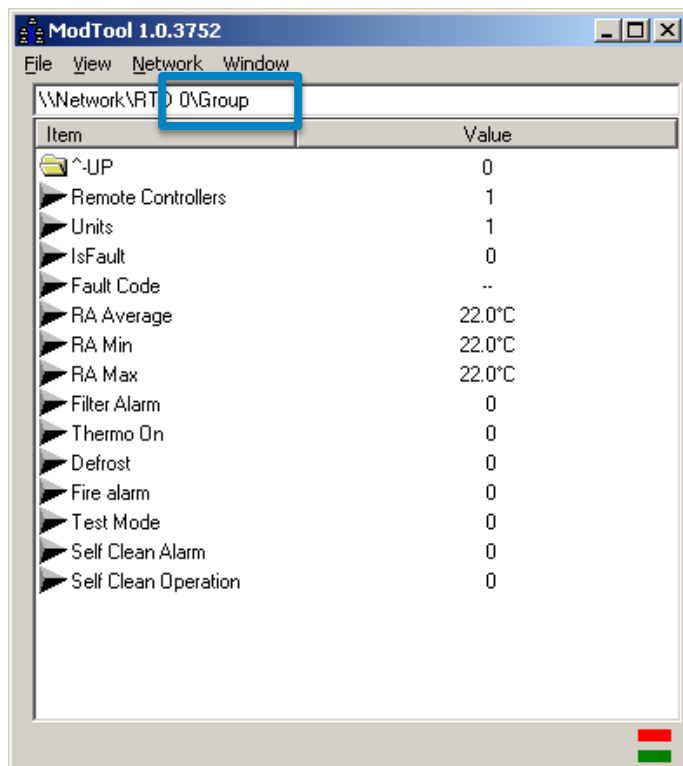 ModTool 1.0.3752
File View Network Window
\\Network\RTD 0\Group
Item Value
^-UP 0
Remote Controllers 1
Units 1
IsFault 0
Fault Code --
RA Average 22.0°C
RA Min 22.0°C
RA Max 22.0°C
Filter Alarm 0
Thermo On 0
Defrost 0
Fire alarm 0
Test Mode 0
Self Clean Alarm 0
Self Clean Operation 0